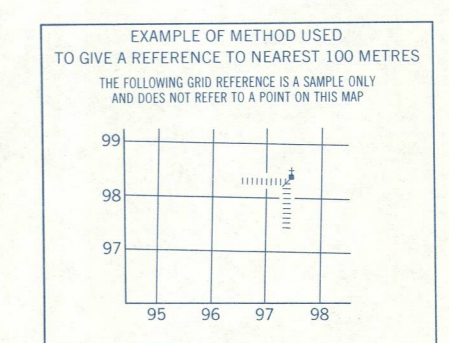 EXAMPLE OF METHOD USED
TO GIVE A REFERENCE TO NEAREST 100 METRES
THE FOLLOWING GRID REFERENCE IS A SAMPLE ONLY
AND DOES NOT REFER TO A POINT ON THIS MAP
99
98
97
95 96 97 98